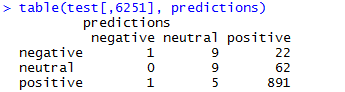 > table(test[,6251], predictions)
predictions
negative neutral positive
negative 1 9 22
neutral 0 9 62
positive 1 5 891